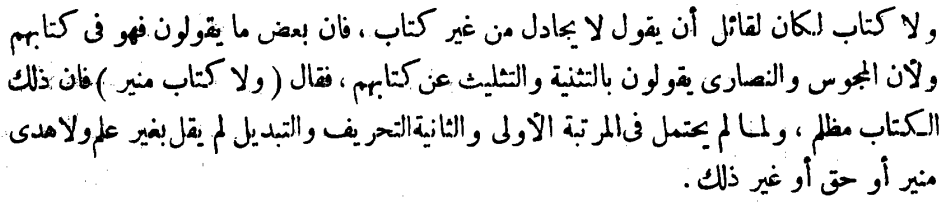 ولا كتاب لكان لقائل أن يقول لا يجادل من غير كتاب ، فان بعض ما يقولون فهو فى كتابهم
ولأن المجوس والنصارى يقولون بالتثنية والتثليث عن كتابهم ، فقال ( ولا كتاب منير ) فان ذلك
الكتاب مظلم ، ولما لم يحتمل فى المرتبة الأولى والثانية التحريف والتبديل لم يقل بغير علم ولا هدى
منير أو حق أو غير ذلك .